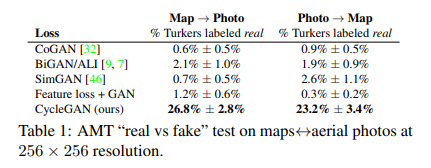 Map → Photo Photo → Map
Loss % Turkers labeled real % Turkers labeled real
CoGAN [32] 0.6% ± 0.5% 0.9% ± 0.5%
BiGAN/ALI [9, 7] 2.1% ± 1.0% 1.9% ± 0.9%
SimGAN [46] 0.7% ± 0.5% 2.6% ± 1.1%
Feature loss + GAN 1.2% ± 0.6% 0.3% ± 0.2%
CycleGAN (ours) 26.8% ± 2.8% 23.2% ± 3.4%
Table 1: AMT “real vs fake” test on maps↔aerial photos at
256 × 256 resolution.